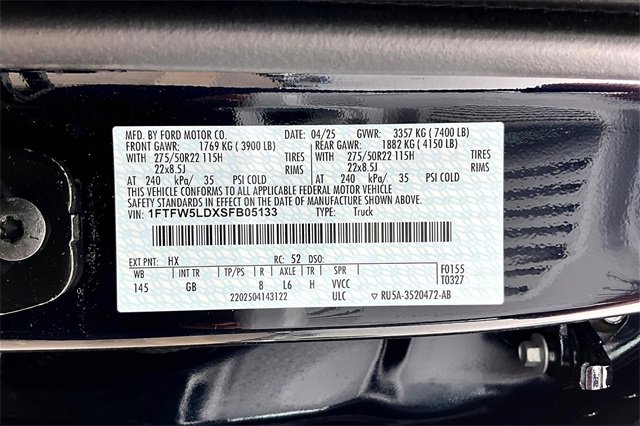 MFD. BY FORD MOTOR CO. DATE: 04/25 GVWR: 3357 KG ( 7400 LB)
FRONT GAWR: 1769 KG ( 3900 LB) REAR GAWR: 1882 KG ( 4150 LB)
WITH 275/50R22 115H TIRES WITH 275/50R22 115H TIRES
22x8.5J RIMS 22x8.5J RIMS
AT 240 kPa/ 35 PSI COLD AT 240 kPa/ 35 PSI COLD
THIS VEHICLE CONFORMS TO ALL APPLICABLE FEDERAL MOTOR VEHICLE
SAFETY STANDARDS IN EFFECT ON THE DATE OF MANUFACTURE SHOWN ABOVE.
VIN: 1FTFW5LDXSFB05133 TYPE: Truck
EXT PNT: HX RC: 52 DSO:
WB INT TR TP/PS R AXLE TR SPR F0155
145 GB 8 L6 H VVCC T0327
2202504143122 ULC ▽ RU5A-3520472-AB